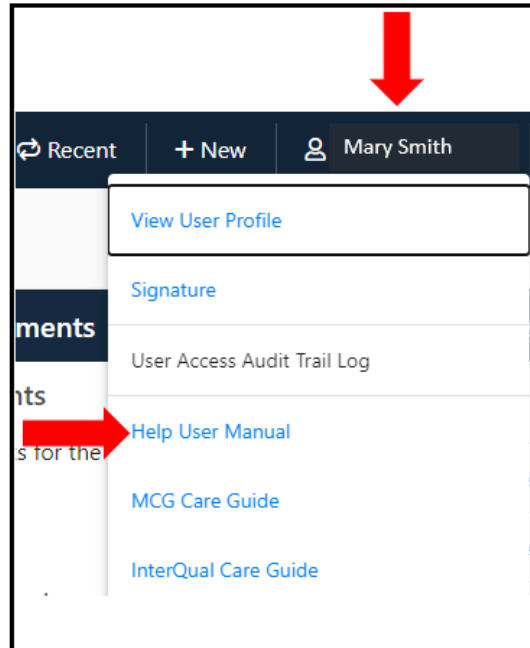 Recent + New Mary Smith
View User Profile
Signature
ments
User Access Audit Trail Log
nts
Help User Manual
s for the
MCG Care Guide
InterQual Care Guide